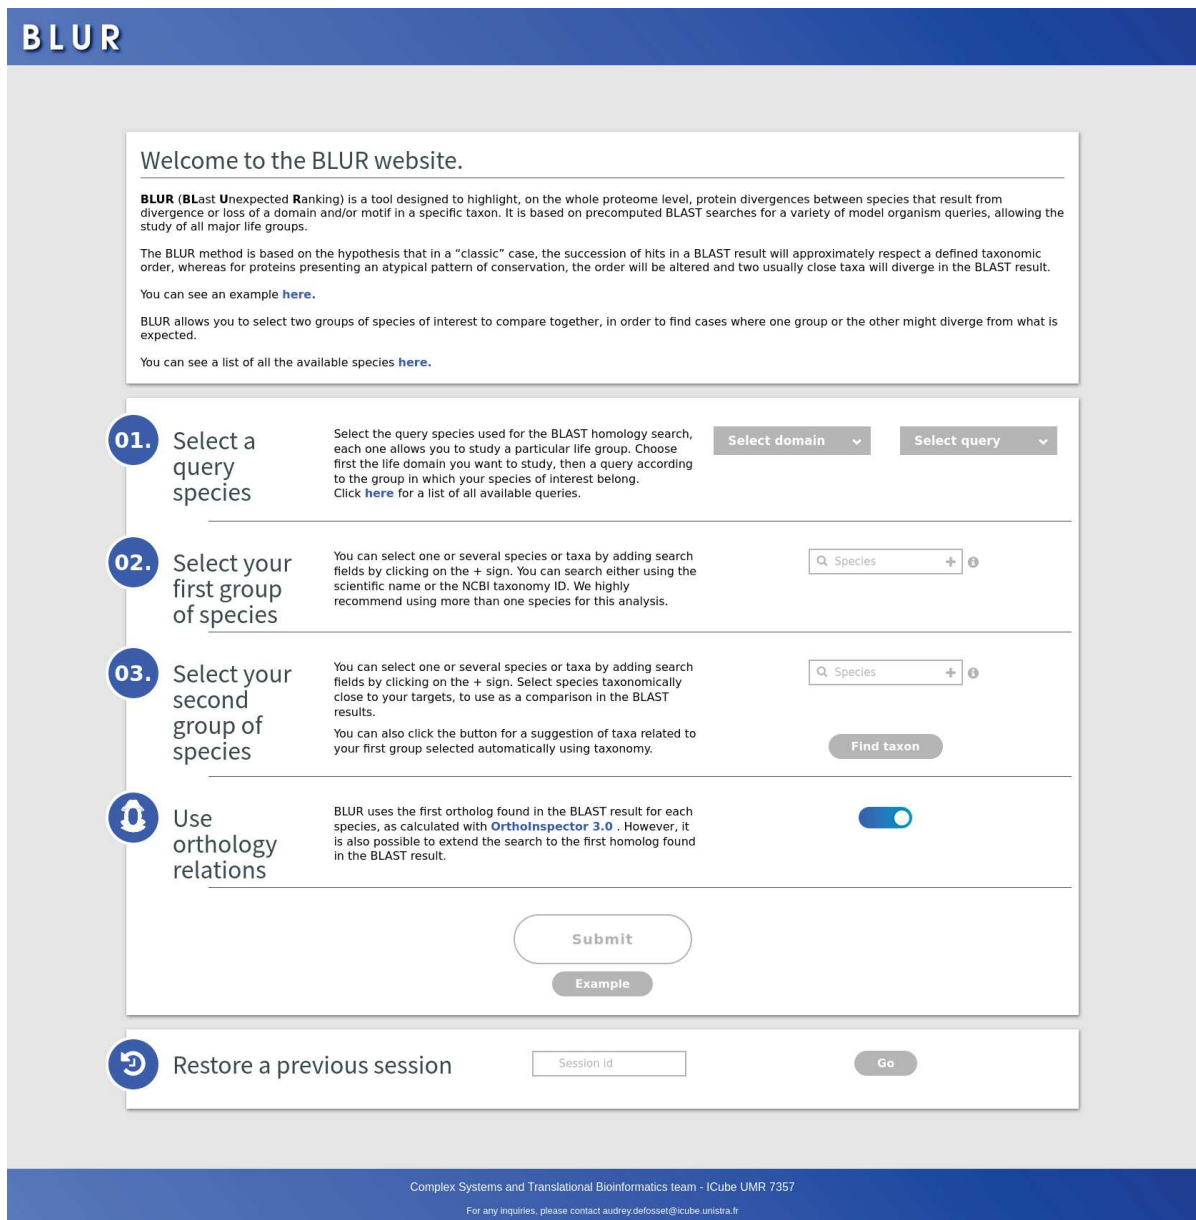 BLUR
Welcome to the BLUR website.
BLUR (BLast Unexpected Ranking) is a tool designed to highlight, on the whole proteome level, protein divergences between species that result from
divergence or loss of a domain and/or motif in a specific taxon. It is based on precomputed BLAST searches for a variety of model organism queries, allowing the
study of all major life groups.
The BLUR method is based on the hypothesis that in a “classic” case, the succession of hits in a BLAST result will approximately respect a defined taxonomic
order, whereas for proteins presenting an atypical pattern of conservation, the order will be altered and two usually close taxa will diverge in the BLAST result.
You can see an example here.
BLUR allows you to select two groups of species of interest to compare together, in order to find cases where one group or the other might diverge from what is
expected.
You can see a list of all the available species here.
01.
Select a
query
species
Select the query species used for the BLAST homology search,
each one allows you to study a particular life group. Choose
first the life domain you want to study, then a query according
to the group in which your species of interest belong.
Click here for a list of all available queries.
Select domain
Select query
02.
Select your
first group
of species
You can select one or several species or taxa by adding search
fields by clicking on the + sign. You can search either using the
scientific name or the NCBI taxonomy ID. We highly
recommend using more than one species for this analysis.
Species
03.
Select your
second
group of
species
You can select one or several species or taxa by adding search
fields by clicking on the + sign. Select species taxonomically
close to your targets, to use as a comparison in the BLAST
results.
You can also click the button for a suggestion of taxa related to
your first group selected automatically using taxonomy.
Species
Find taxon
Use
orthology
relations
BLUR uses the first ortholog found in the BLAST result for each
species, as calculated with OrthoInspector 3.0 . However, it
is also possible to extend the search to the first homolog found
in the BLAST result.
Submit
Example
Restore a previous session
Session id
Go
Complex Systems and Translational Bioinformatics team - ICube UMR 7357
For any inquiries, please contact audrey.defosset@icube.unistra.fr